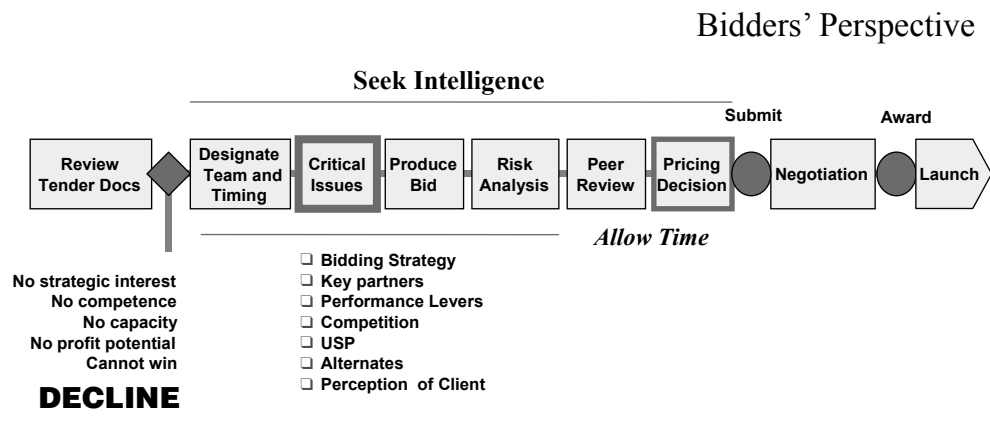 Bidders' Perspective
Seek Intelligence
Submit
Award
Review
Tender Docs
Designate
Team and
Timing
Critical
Issues
Produce
Bid
Risk
Analysis
Peer
Review
Pricing
Decision
Negotiation
Launch
Allow Time
No strategic interest
No competence
No capacity
No profit potential
Cannot win
DECLINE
❑ Bidding Strategy
❑ Key partners
❑ Performance Levers
❑ Competition
❑ USP
❑ Alternates
❑ Perception of Client